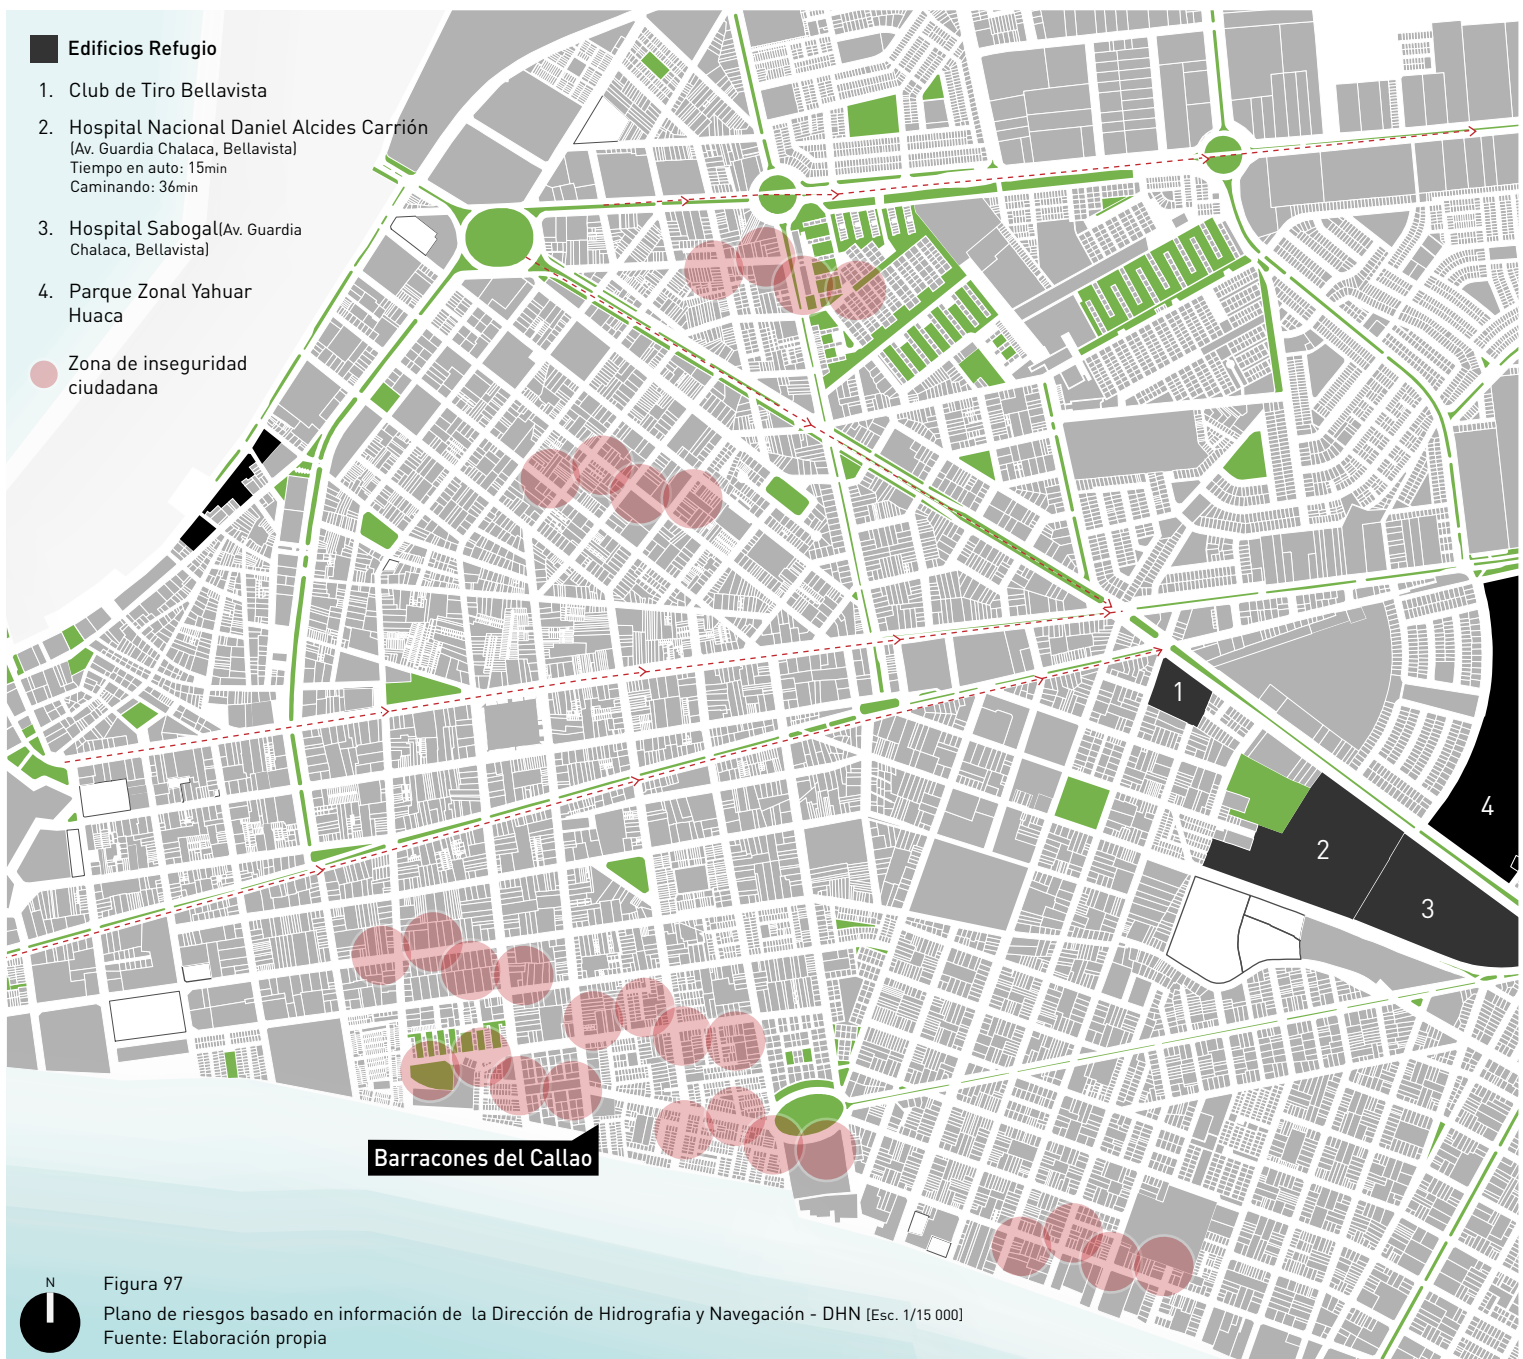 Edificios Refugio
1. Club de Tiro Bellavista
2. Hospital Nacional Daniel Alcides Carrión
(Av. Guardia Chalaca, Bellavista)
Tiempo en auto: 15min
Caminando: 36min
3. Hospital Sabogal(Av. Guardia
Chalaca, Bellavista)
4. Parque Zonal Yahuar
Huaca
Zona de inseguridad
ciudadana
1
4
2
3
Barracones del Callao
N
Figura 97
Plano de riesgos basado en información de la Dirección de Hidrografia y Navegación - DHN [Esc. 1/15 000]
Fuente: Elaboración propia